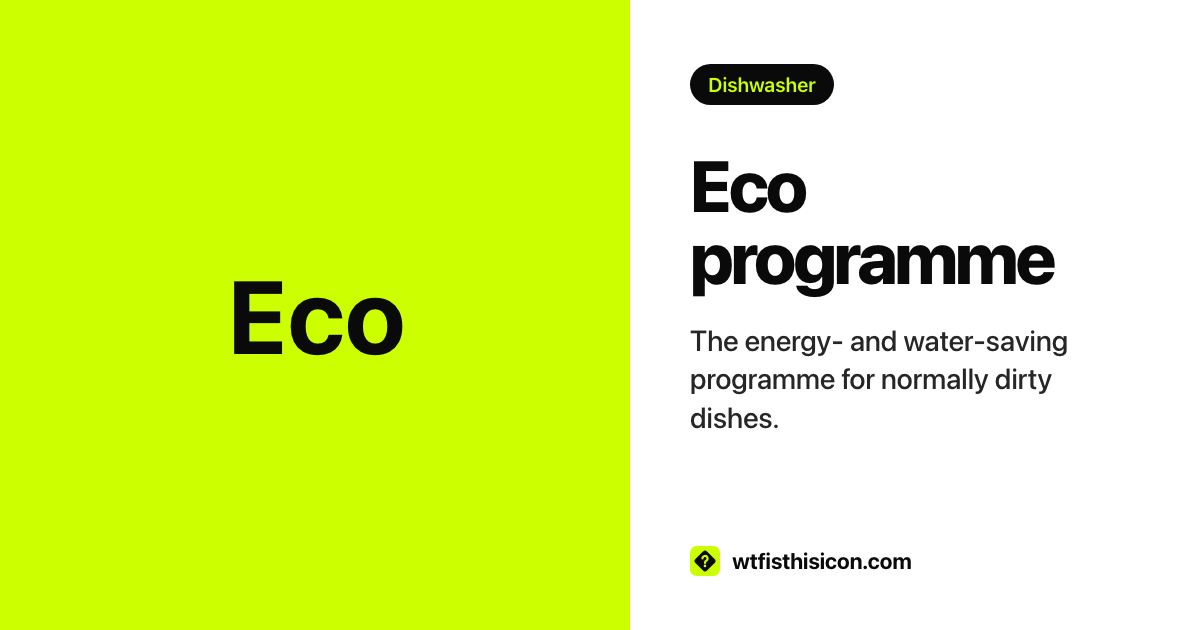 Eco
Dishwasher
Eco
programme
The energy- and water-saving
programme for normally dirty
dishes.
?
wtfisthisicon.com